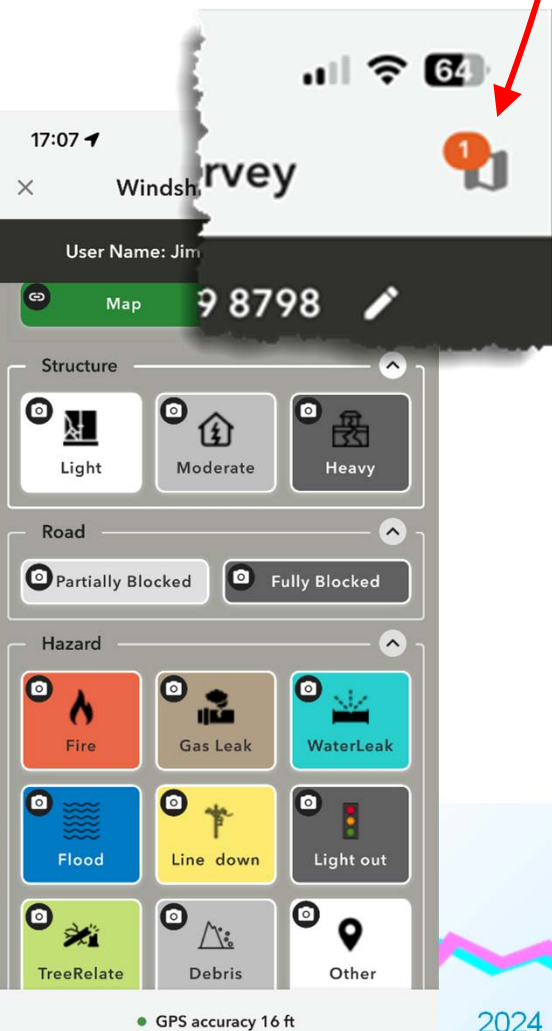 64
17:07
1
Windsh
rvey
User Name: Jim
9 8798
Map
Structure
Light Moderate Heavy
Road
Partially Blocked Fully Blocked
Hazard
Fire Gas Leak WaterLeak
Flood Line down Light out
TreeRelate Debris Other
GPS accuracy 16 ft
2024